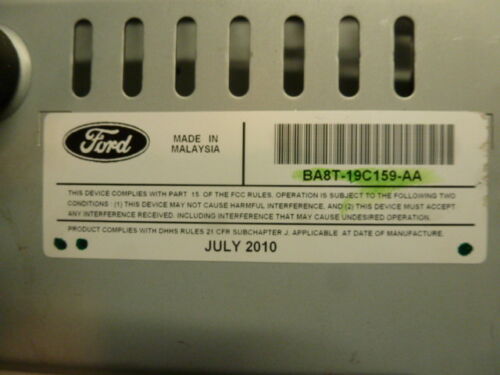 Ford
MADE IN
MALAYSIA
BA8T-19C159-AA
THIS DEVICE COMPLIES WITH PART 15 OF THE FCC RULES. OPERATION IS SUBJECT TO THE FOLLOWING TWO
CONDITIONS : (1) THIS DEVICE MAY NOT CAUSE HARMFUL INTERFERENCE, AND (2) THIS DEVICE MUST ACCEPT
ANY INTERFERENCE RECEIVED, INCLUDING INTERFERENCE THAT MAY CAUSE UNDESIRED OPERATION.
PRODUCT COMPLIES WITH DHHS RULES 21 CFR SUBCHAPTER J. APPLICABLE AT DATE OF MANUFACTURE.
JULY 2010